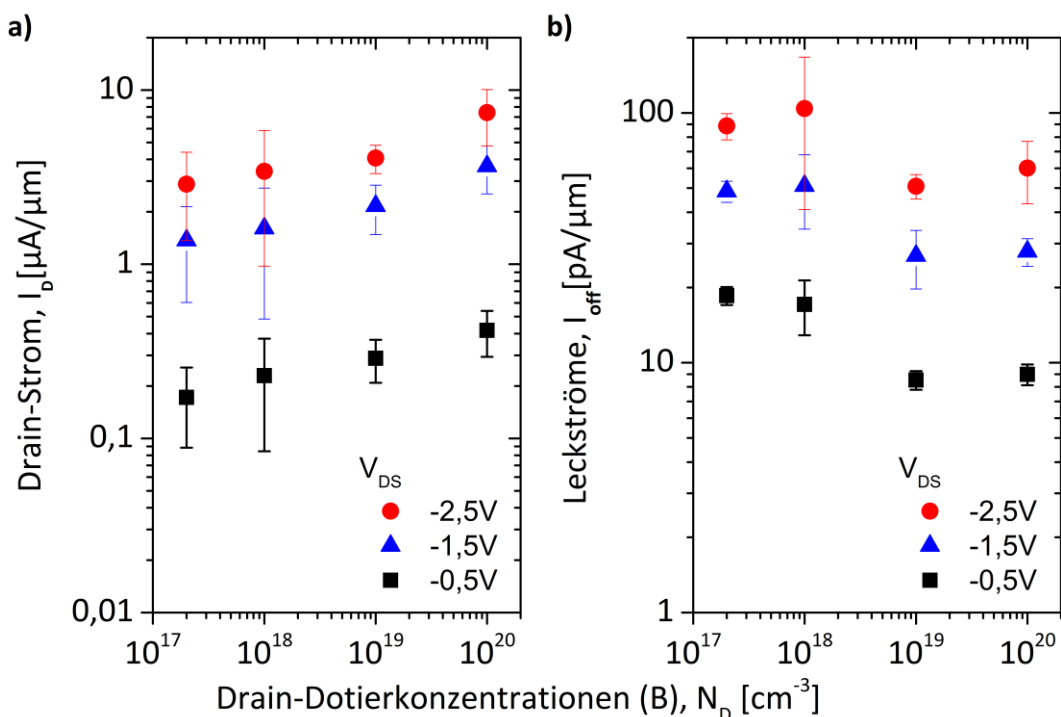 a)
Drain-Strom, I_D[µA/µm]
10
1
0,1
0,01
10^17
10^18
10^19
10^20
V_DS
-2,5V
-1,5V
-0,5V
b)
Leckströme, I_off[pA/µm]
100
10
1
10^17
10^18
10^19
10^20
V_DS
-2,5V
-1,5V
-0,5V
Drain-Dotierkonzentrationen (B), N_D [cm^-3]